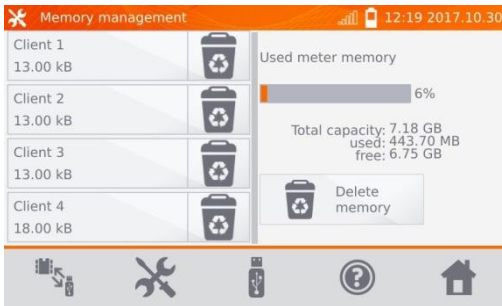 Memory management
12:19 2017.10.30
Client 1
13.00 kB
Client 2
13.00 kB
Client 3
13.00 kB
Client 4
18.00 kB
Used meter memory
6%
Total capacity: 7.18 GB
used: 443.70 MB
free: 6.75 GB
Delete
memory
?